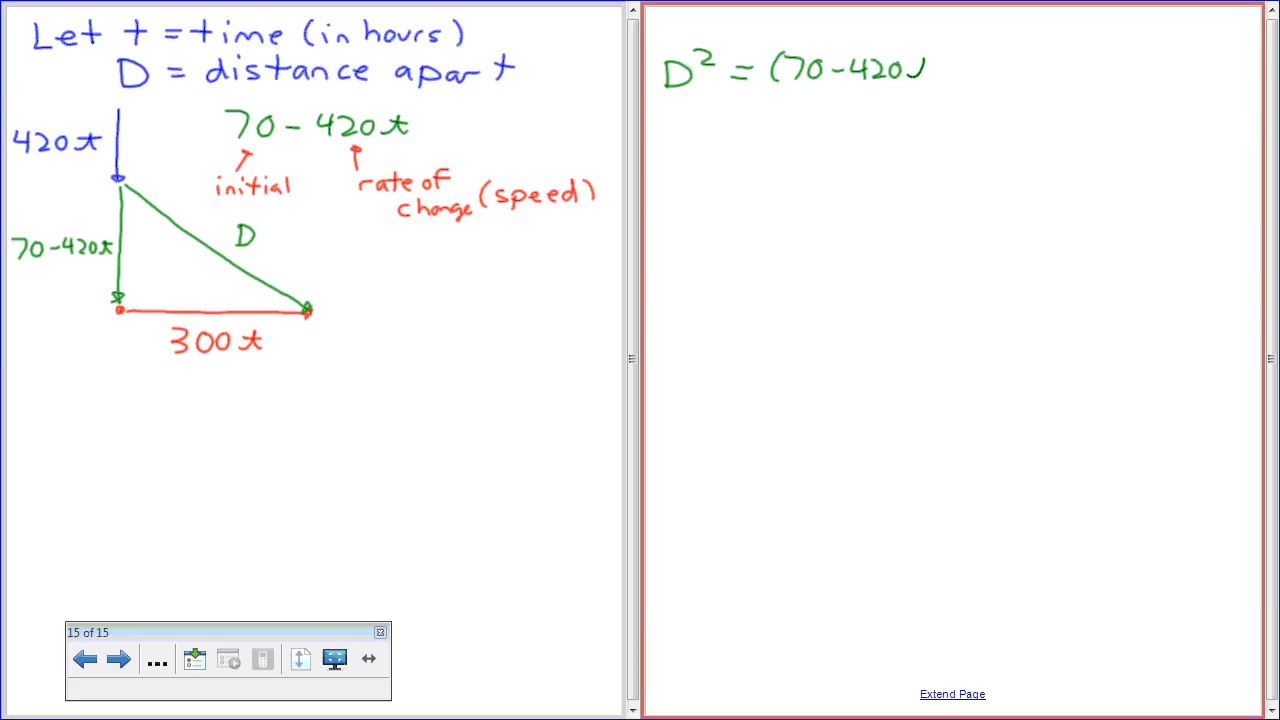 Let t = time (in hours)
D = distance apart
420t
70 - 420t
initial
rate of change (speed)
70-420t
D
300t
D² = (70-420
15 of 15
Extend Page